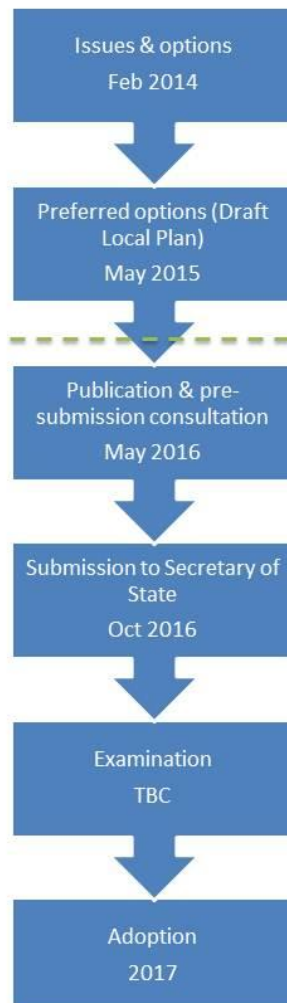 Issues & options
Feb 2014
Preferred options (Draft
Local Plan)
May 2015
Publication & pre-
submission consultation
May 2016
Submission to Secretary of
State
Oct 2016
Examination
TBC
Adoption
2017